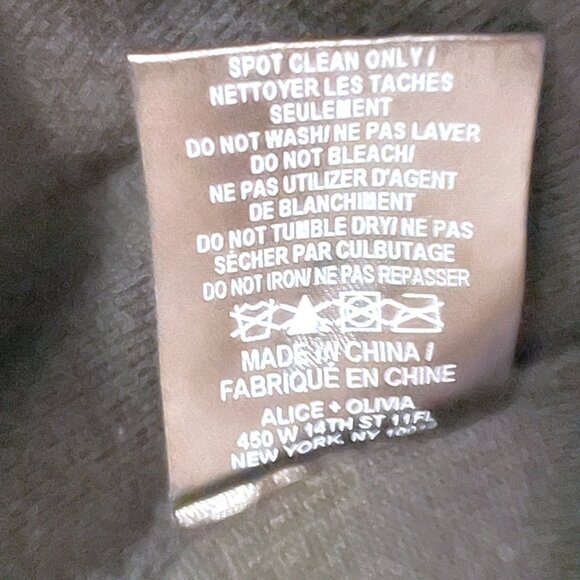 SPOT CLEAN ONLY /
NETTOYER LES TACHES
SEULEMENT
DO NOT WASH/ NE PAS LAVER
DO NOT BLEACH/
NE PAS UTILIZER D'AGENT
DE BLANCHIMENT
DO NOT TUMBLE DRY/ NE PAS
SÈCHER PAR CULBUTAGE
DO NOT IRON/ NE PAS REPASSER
MADE IN CHINA /
FABRIQUÉ EN CHINE
ALICE + OLIVIA
450 W 14TH ST 11FL
NEW YORK, NY